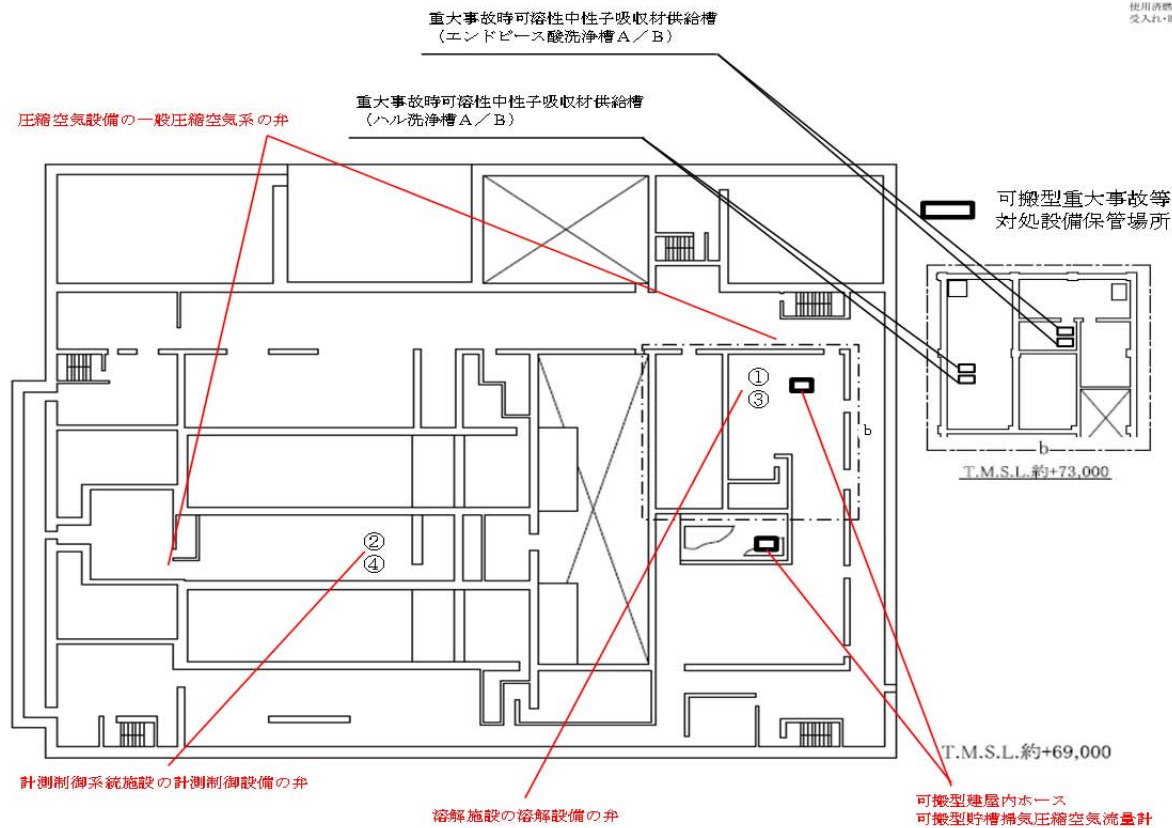 重大事故時可溶性中性子吸収材供給槽
(エンドピース酸洗浄槽A／B)
使用済燃
受入れ・
重大事故時可溶性中性子吸収材供給槽
(ハル洗浄槽A／B)
圧縮空気設備の一般圧縮空気系の弁
可搬型重大事故等
対処設備保管場所
①
③
b
b
T.M.S.L.約+73,000
②
④
T.M.S.L.約+69,000
計測制御系統施設の計測制御設備の弁
溶解施設の溶解設備の弁
可搬型建屋内ホース
可搬型貯槽掃気圧縮空気流量計